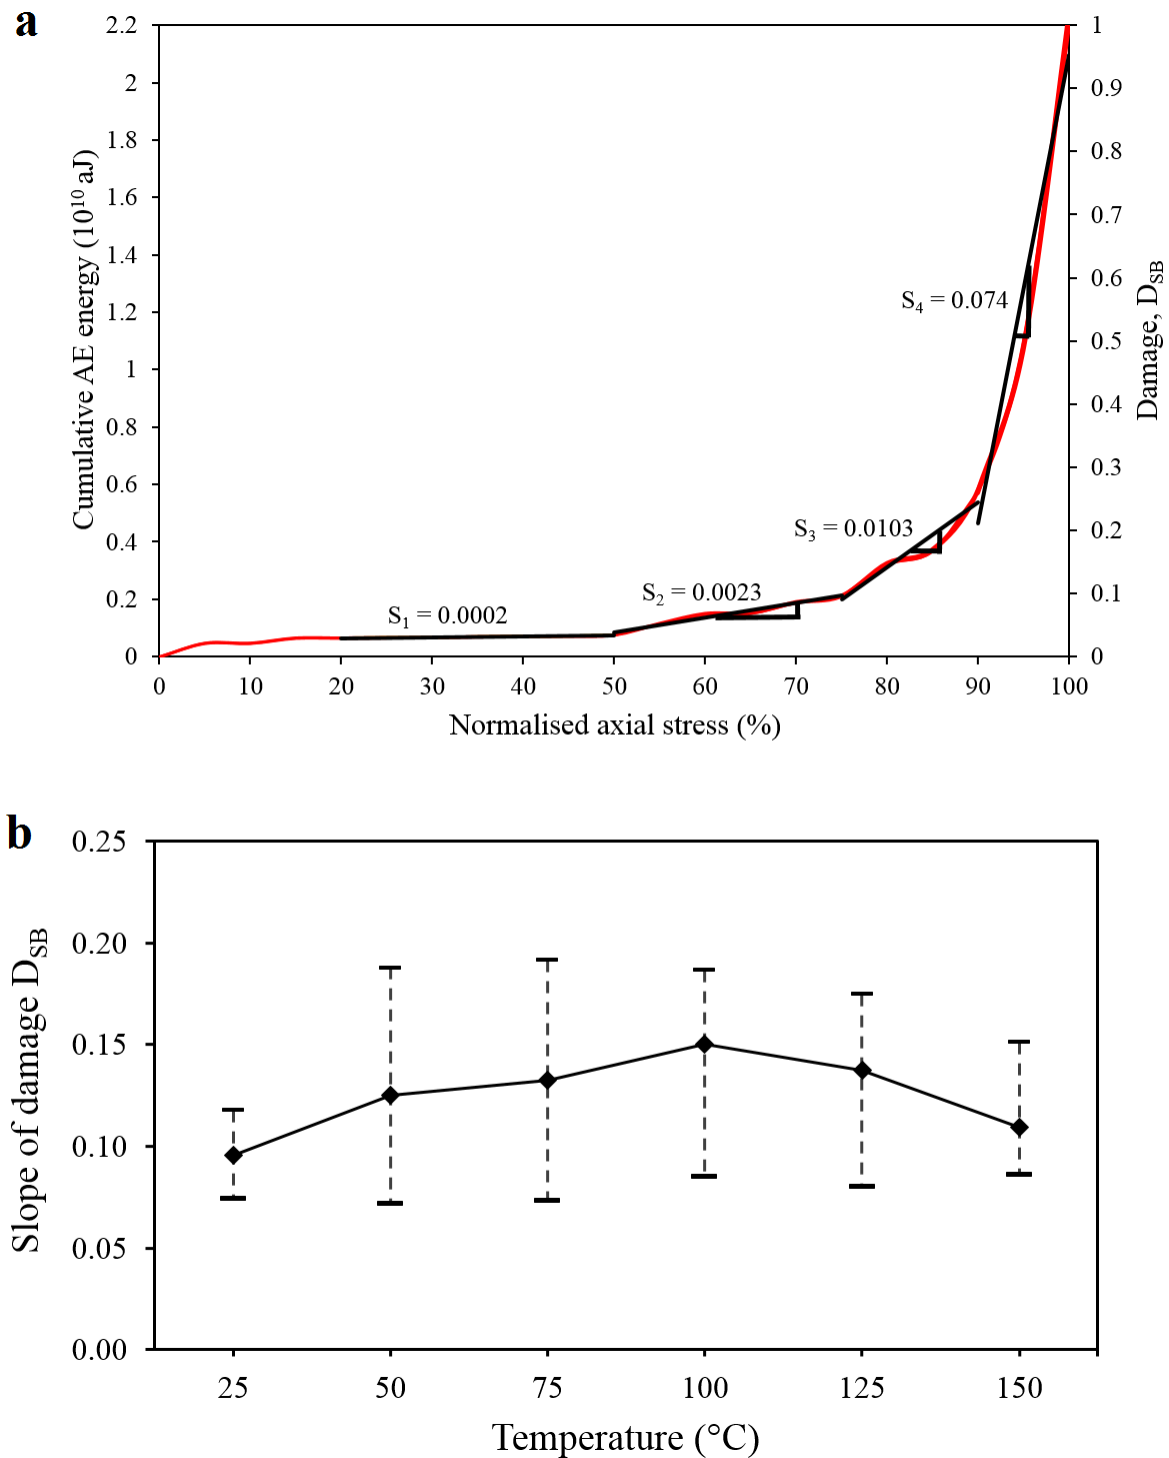 a
2.2
2
1.8
1.6
1.4
1.2
1
0.8
0.6
0.4
0.2
0
Cumulative AE energy (10¹⁰ aJ)
1
0.9
0.8
0.7
0.6
0.5
0.4
0.3
0.2
0.1
0
Damage, D_SB
S₄ = 0.074
S₃ = 0.0103
S₂ = 0.0023
S₁ = 0.0002
0 10 20 30 40 50 60 70 80 90 100
Normalised axial stress (%)
b
0.25
0.20
0.15
0.10
0.05
0.00
Slope of damage D_SB
25 50 75 100 125 150
Temperature (°C)